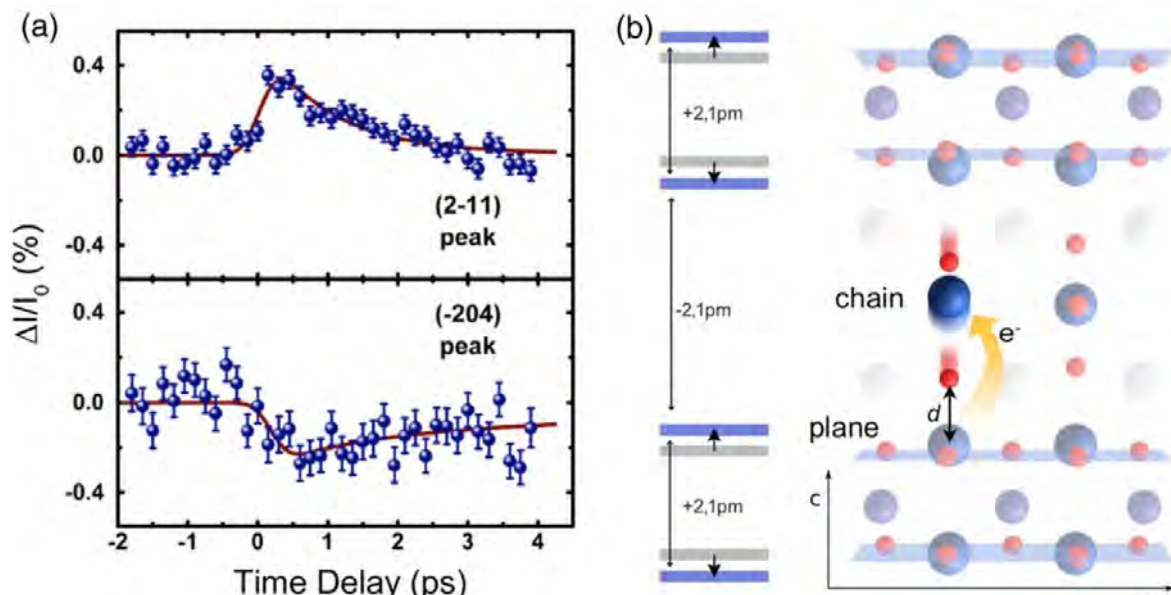 (a)
ΔI/I0 (%)
0.4
0.0
-0.4
(2-11)
peak
0.4
0.0
-0.4
(-204)
peak
-2 -1 0 1 2 3 4
Time Delay (ps)
(b)
+2,1pm
-2,1pm
+2,1pm
chain
e-
d
plane
c